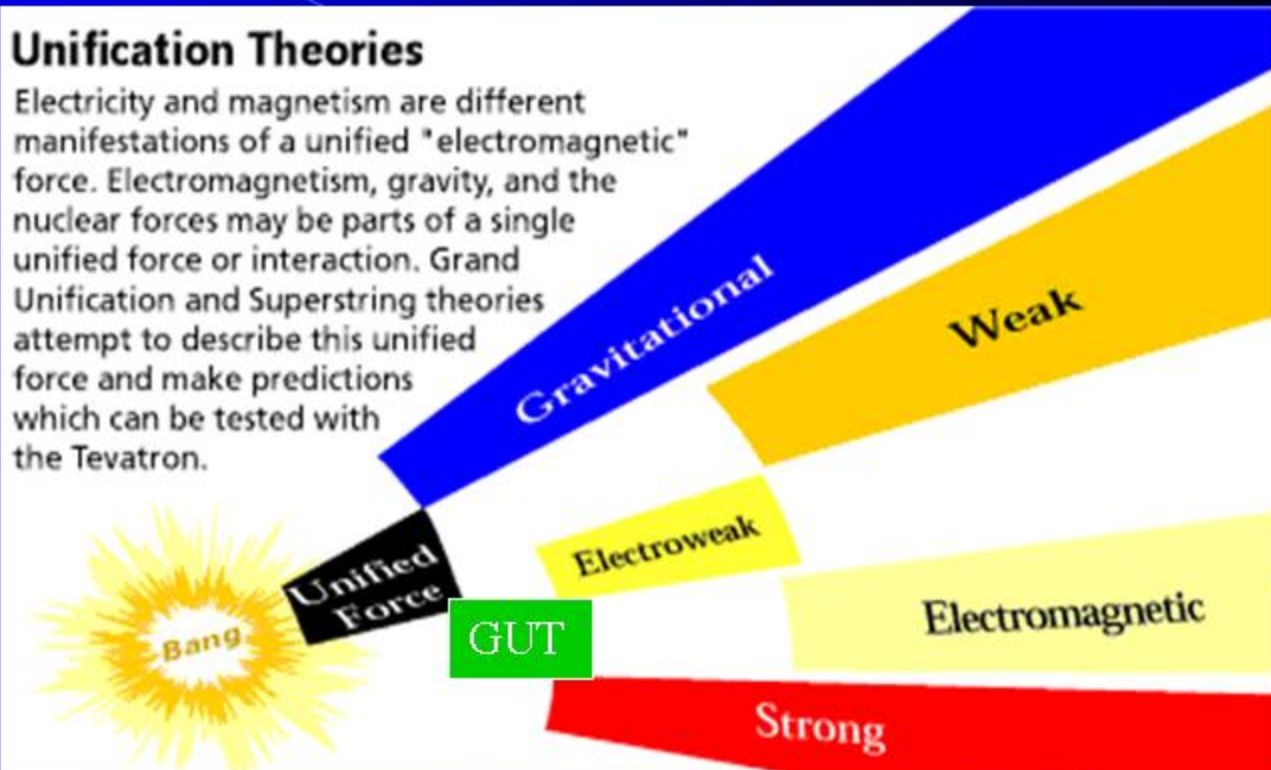 Unification Theories
Electricity and magnetism are different
manifestations of a unified "electromagnetic"
force. Electromagnetism, gravity, and the
nuclear forces may be parts of a single
unified force or interaction. Grand
Unification and Superstring theories
attempt to describe this unified
force and make predictions
which can be tested with
the Tevatron.
Gravitational
Weak
Electroweak
Unified
Force
Bang
GUT
Electromagnetic
Strong